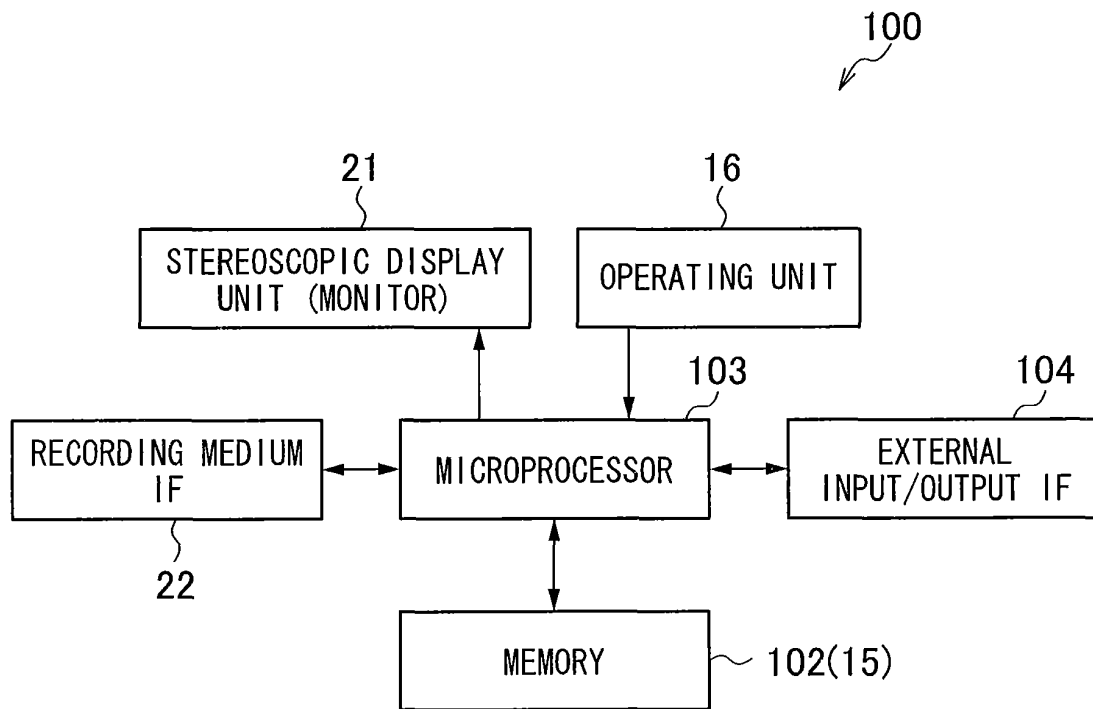 100
21
16
STEREOSCOPIC DISPLAY
UNIT (MONITOR)
OPERATING UNIT
103
104
RECORDING MEDIUM
IF
MICROPROCESSOR
EXTERNAL
INPUT/OUTPUT IF
22
MEMORY
102(15)